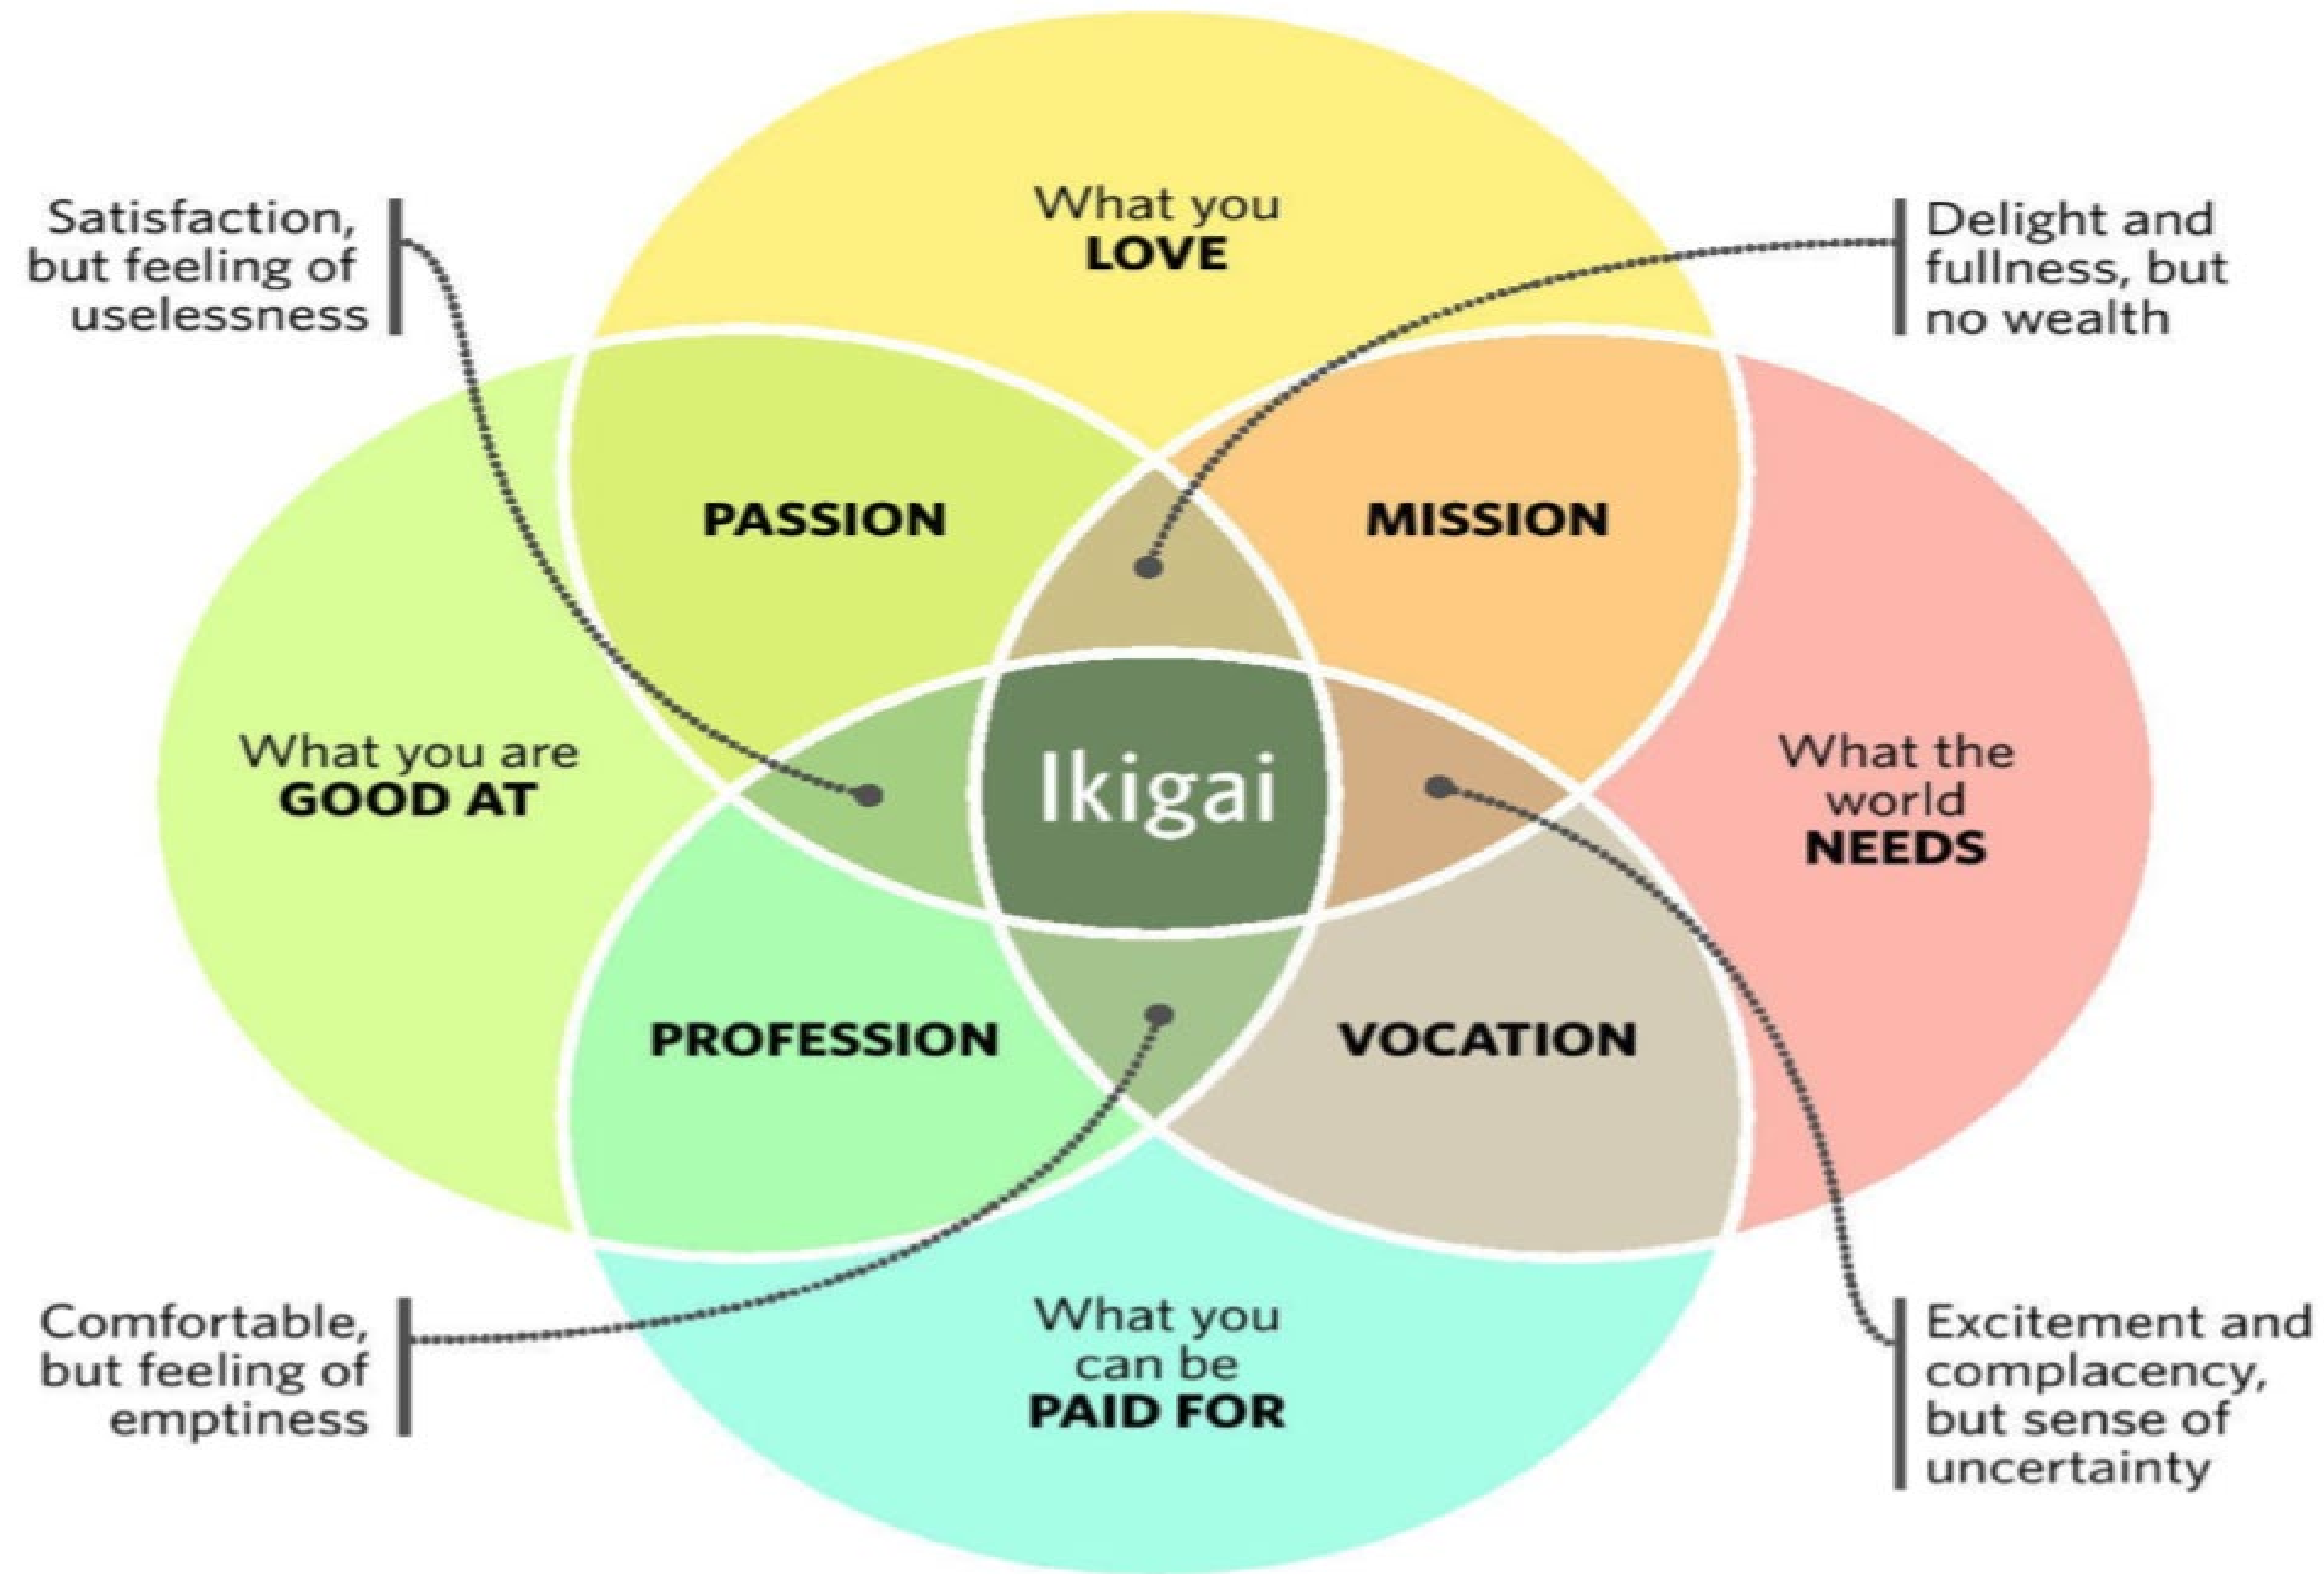 What you
LOVE
Satisfaction,
but feeling of
uselessness
Delight and
fullness, but
no wealth
PASSION
MISSION
What you are
GOOD AT
Ikigai
What the
world
NEEDS
PROFESSION
VOCATION
What you
can be
PAID FOR
Comfortable,
but feeling of
emptiness
Excitement and
complacency,
but sense of
uncertainty